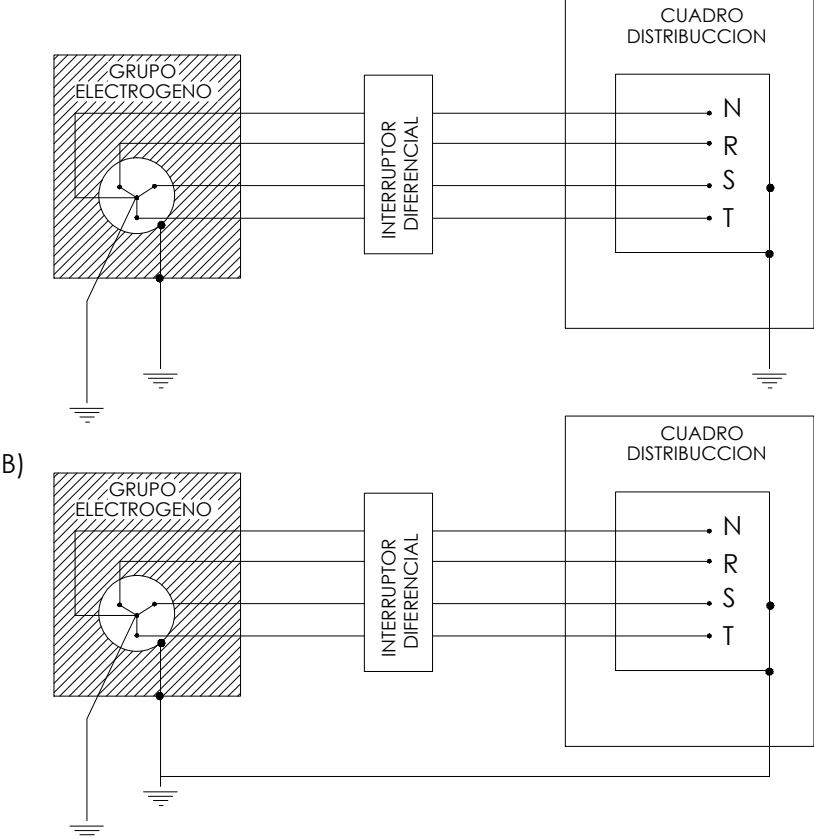 CUADRO
DISTRIBUCCION
GRUPO
ELECTROGENO
INTERRUPTOR
DIFERENCIAL
N
R
S
T
B)
CUADRO
DISTRIBUCCION
GRUPO
ELECTROGENO
INTERRUPTOR
DIFERENCIAL
N
R
S
T